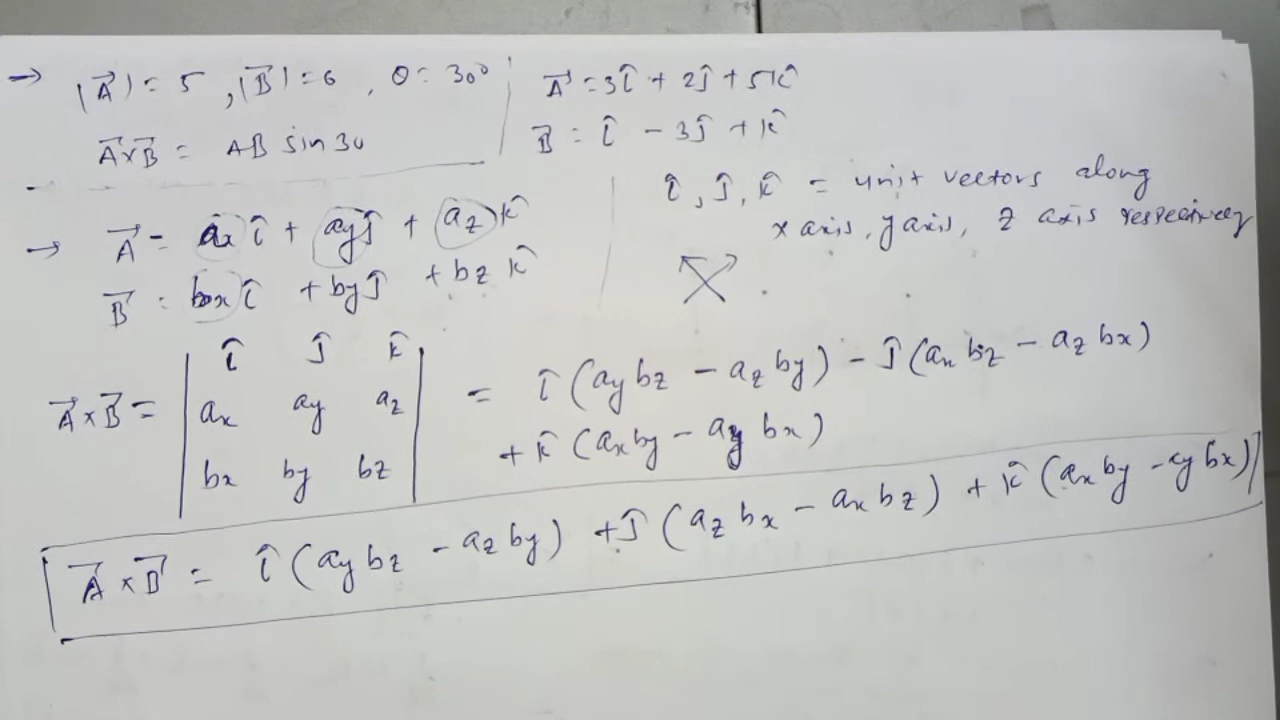 → |A⃗| = 5, |B⃗| = 6, θ = 30°
A⃗×B⃗ = AB sin 30
A⃗ = 3î + 2ĵ + 5k̂
B⃗ = î - 3ĵ + k̂
î, ĵ, k̂ = unit vectors along
x axis, y axis, z axis respectively
→ A⃗ = ax î + ay ĵ + az k̂
B⃗ = bx î + by ĵ + bz k̂
î ĵ k̂
A⃗×B⃗ = | ax ay az | = î (ay bz - az by) - ĵ (ax bz - az bx)
bx by bz + k̂ (ax by - ay bx)
A⃗×B⃗ = î (ay bz - az by) + ĵ (az bx - ax bz) + k̂ (ax by - ay bx)